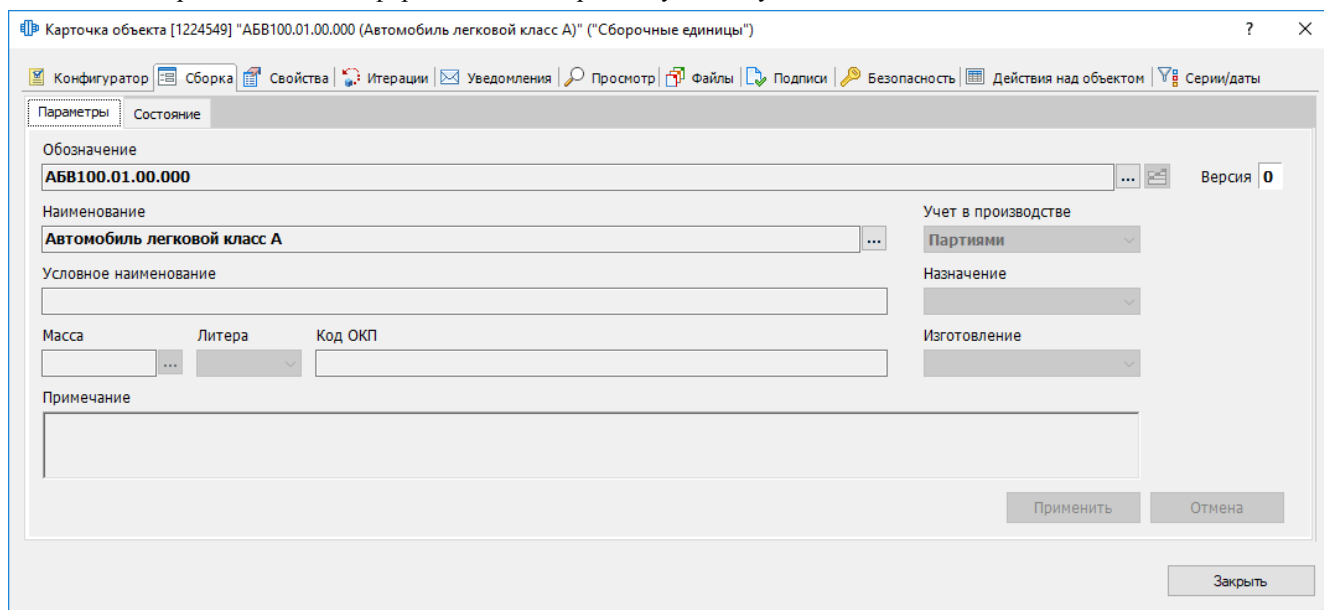 Карточка объекта [1224549] "АБВ100.01.00.000 (Автомобиль легковой класс А)" ("Сборочные единицы") ?
Конфигуратор Сборка Свойства Итерации Уведомления Просмотр Файлы Подписи Безопасность Действия над объектом Серии/даты
Параметры Состояние
Обозначение
АБВ100.01.00.000 ... Версия 0
Наименование Учет в производстве
Автомобиль легковой класс А ... Партиями
Условное наименование Назначение
Масса Литера Код ОКП Изготовление
...
Примечание
Применить Отмена
Закрыть